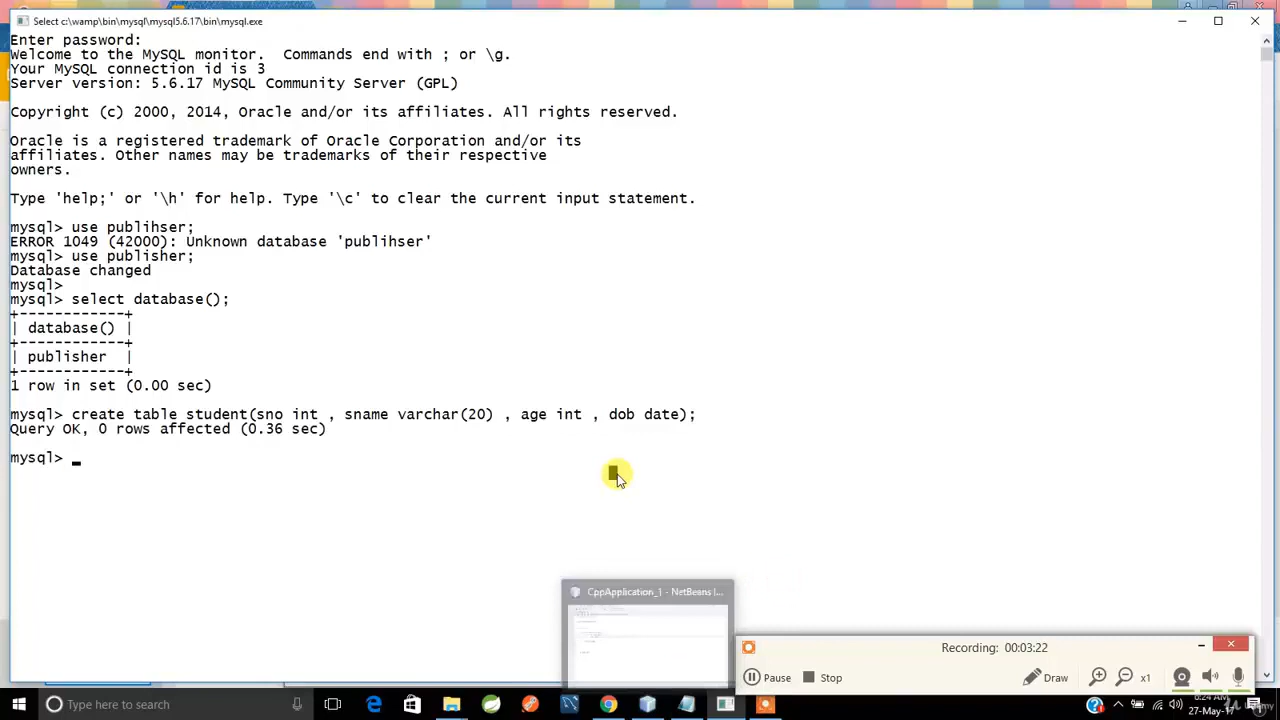 Select c:\wamp\bin\mysql\mysql5.6.17\bin\mysql.exe
Enter password:
Welcome to the MySQL monitor.  Commands end with ; or \g.
Your MySQL connection id is 3
Server version: 5.6.17 MySQL Community Server (GPL)
Copyright (c) 2000, 2014, Oracle and/or its affiliates. All rights reserved.
Oracle is a registered trademark of Oracle Corporation and/or its
affiliates. Other names may be trademarks of their respective
owners.
Type 'help;' or '\h' for help. Type '\c' to clear the current input statement.
mysql> use publihser;
ERROR 1049 (42000): Unknown database 'publihser'
mysql> use publisher;
Database changed
mysql>
mysql> select database();
+------------+
| database() |
+------------+
| publisher  |
+------------+
1 row in set (0.00 sec)
mysql> create table student(sno int , sname varchar(20) , age int , dob date);
Query OK, 0 rows affected (0.36 sec)
mysql>
CppApplication_1 - NetBeans |...
Recording: 00:03:22
Pause Stop Draw x1
Type here to search
6:24 AM
27-May-17
Udemy